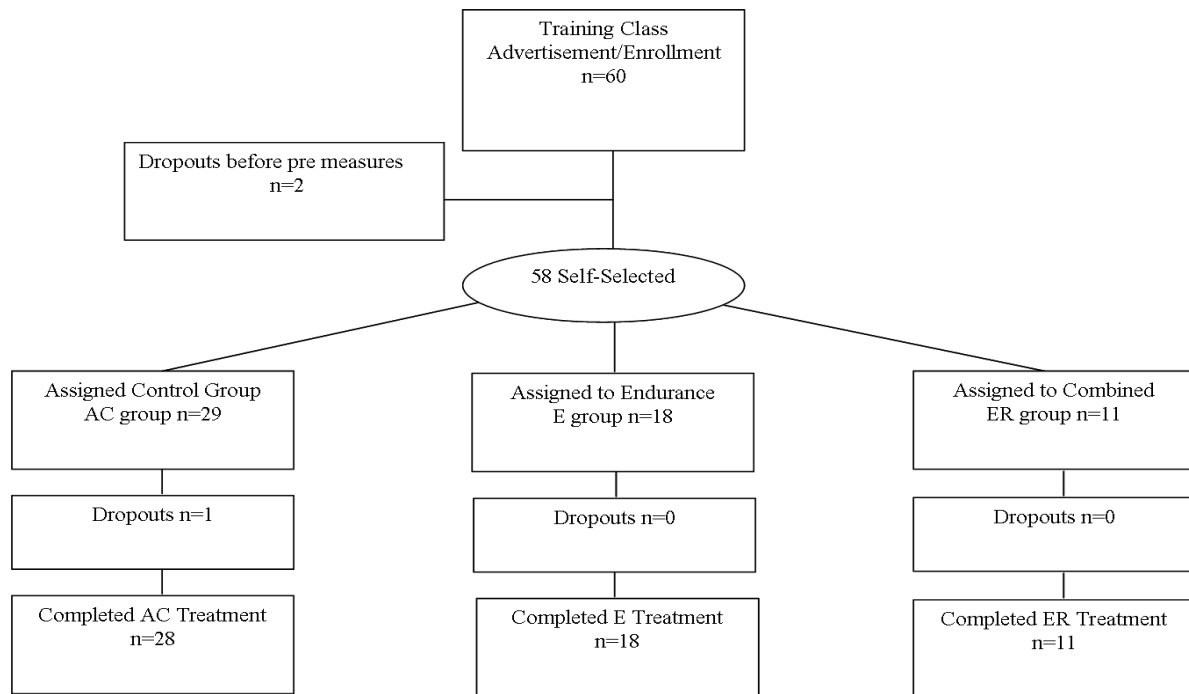 Training Class
Advertisement/Enrollment
n=60
Dropouts before pre measures
n=2
58 Self-Selected
Assigned Control Group
AC group n=29
Assigned to Endurance
E group n=18
Assigned to Combined
ER group n=11
Dropouts n=1
Dropouts n=0
Dropouts n=0
Completed AC Treatment
n=28
Completed E Treatment
n=18
Completed ER Treatment
n=11